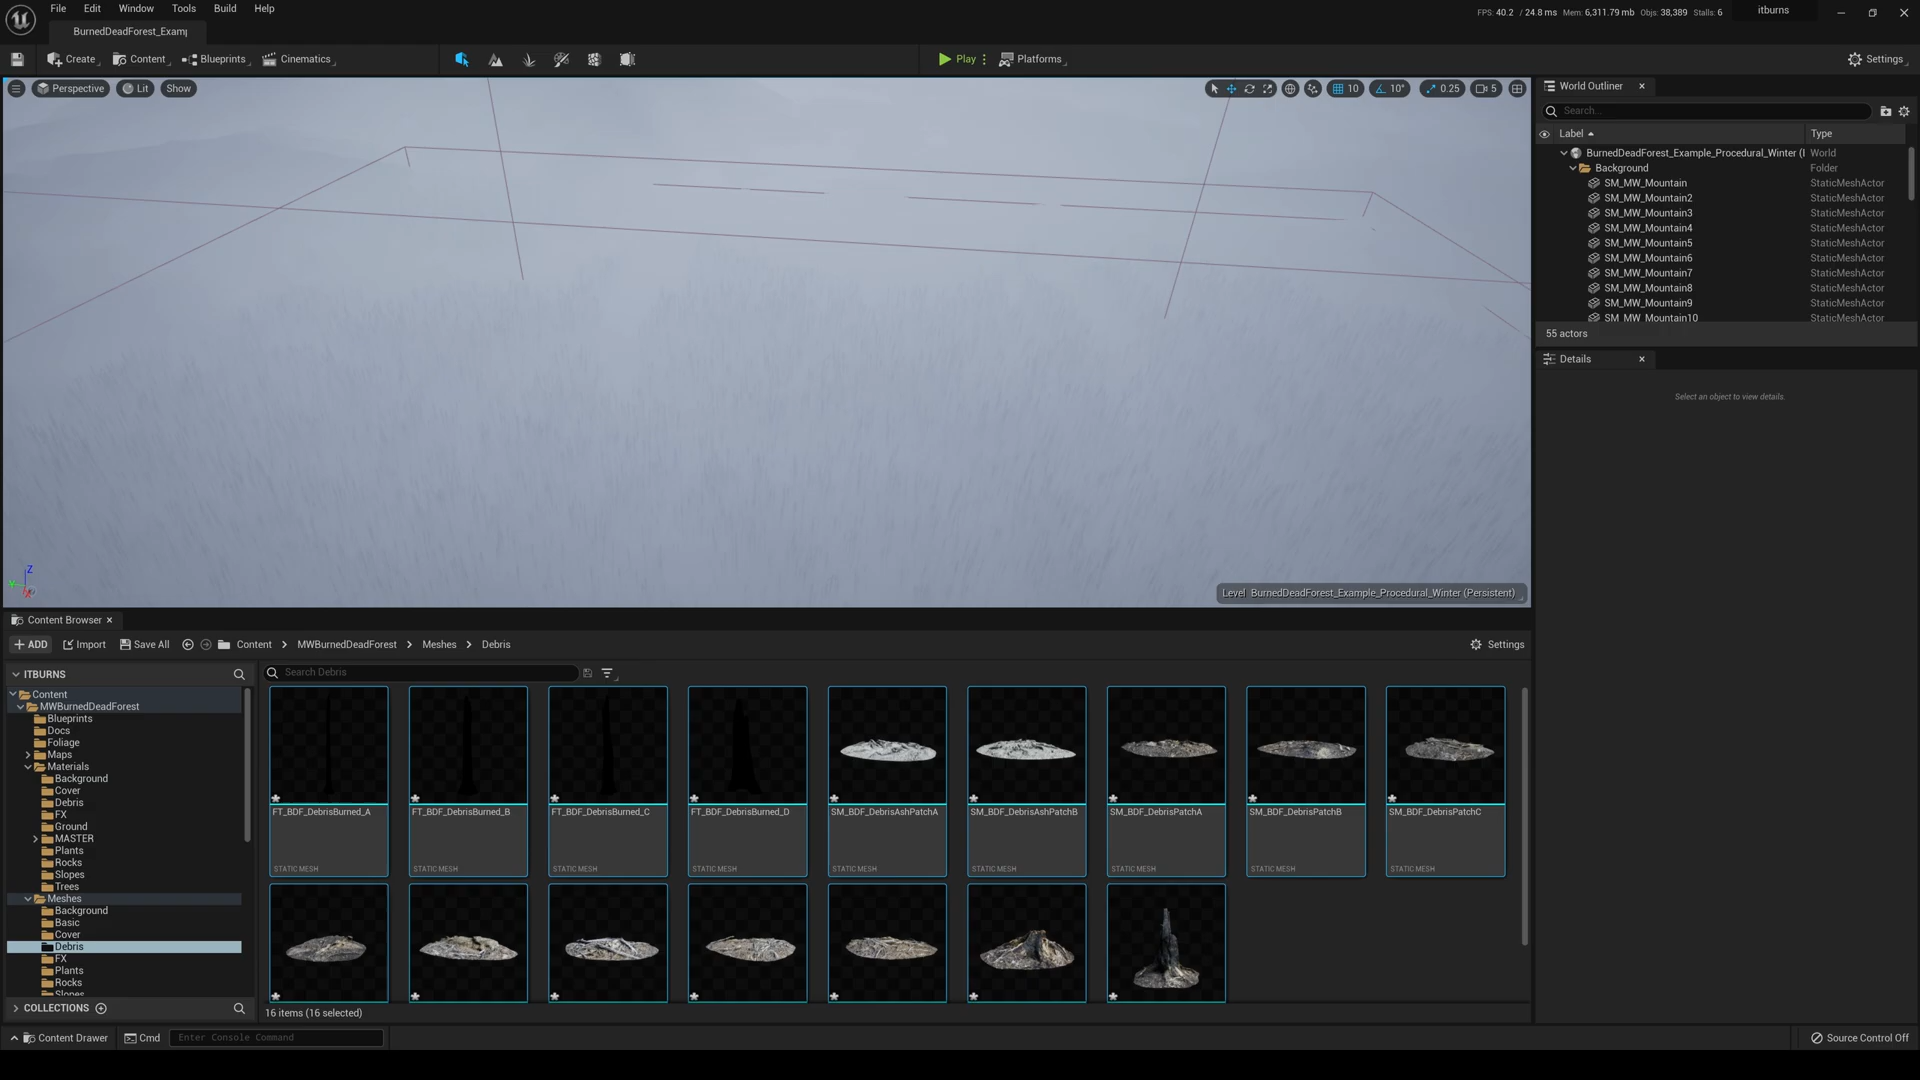 File Edit Window Tools Build Help
FPS: 40.2 / 24.8 ms Mem: 6,311.79 mb Objs: 38,389 Stalls: 6
itburns
BurnedDeadForest_Examp
Create Content Blueprints Cinematics
Play Platforms
Settings
Perspective Lit Show
10 10° 0.25 5
World Outliner
Search...
Label Type
BurnedDeadForest_Example_Procedural_Winter (I World
Background Folder
SM_MW_Mountain StaticMeshActor
SM_MW_Mountain2 StaticMeshActor
SM_MW_Mountain3 StaticMeshActor
SM_MW_Mountain4 StaticMeshActor
SM_MW_Mountain5 StaticMeshActor
SM_MW_Mountain6 StaticMeshActor
SM_MW_Mountain7 StaticMeshActor
SM_MW_Mountain8 StaticMeshActor
SM_MW_Mountain9 StaticMeshActor
SM_MW_Mountain10 StaticMeshActor
55 actors
Details
Select an object to view details.
Z
Y
X
Level BurnedDeadForest_Example_Procedural_Winter (Persistent)
Content Browser
ADD Import Save All Content MWBurnedDeadForest Meshes Debris
Settings
ITBURNS
Search Debris
Content
MWBurnedDeadForest
Blueprints
Docs
Foliage
Maps
Materials
Background
Cover
Debris
FX
Ground
MASTER
Plants
Rocks
Slopes
Trees
Meshes
Background
Basic
Cover
Debris
FX
Plants
Rocks
Slopes
COLLECTIONS
FT_BDF_DebrisBurned_A FT_BDF_DebrisBurned_B FT_BDF_DebrisBurned_C FT_BDF_DebrisBurned_D SM_BDF_DebrisAshPatchA SM_BDF_DebrisAshPatchB SM_BDF_DebrisPatchA SM_BDF_DebrisPatchB SM_BDF_DebrisPatchC
STATIC MESH STATIC MESH STATIC MESH STATIC MESH STATIC MESH STATIC MESH STATIC MESH STATIC MESH STATIC MESH
16 items (16 selected)
Content Drawer Cmd Enter Console Command
Source Control Off